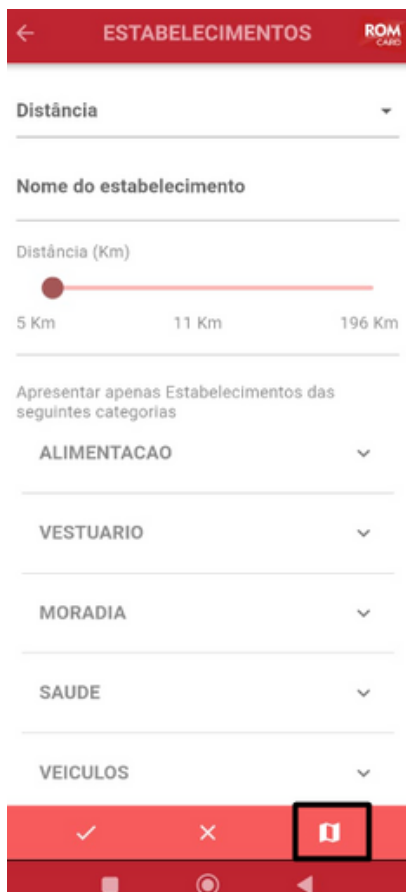 ESTABELECIMENTOS
ROM
CARD
Distância
Nome do estabelecimento
Distância (Km)
5 Km 11 Km 196 Km
Apresentar apenas Estabelecimentos das
seguintes categorias
ALIMENTACAO
VESTUARIO
MORADIA
SAUDE
VEICULOS